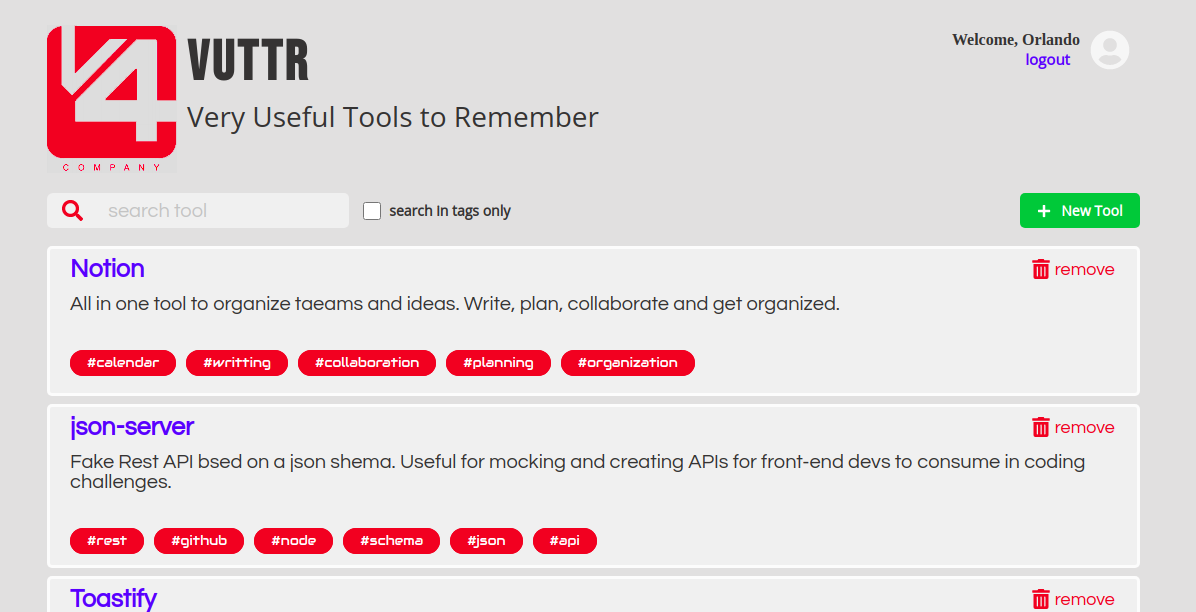 V4
COMPANY
VUTTR
Very Useful Tools to Remember
Welcome, Orlando
logout
search tool
search in tags only
+ New Tool
Notion
remove
All in one tool to organize taeams and ideas. Write, plan, collaborate and get organized.
#calendar #writting #collaboration #planning #organization
json-server
remove
Fake Rest API bsed on a json shema. Useful for mocking and creating APIs for front-end devs to consume in coding
challenges.
#rest #github #node #schema #json #api
Toastify
remove